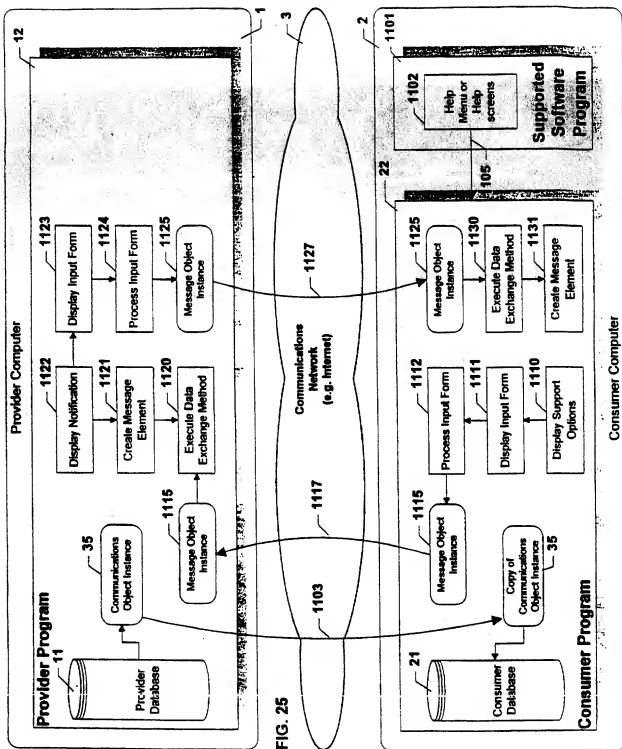 Provider Computer
1
12
Provider Program
11
Provider
Database
35
Communications
Object Instance
1115
Message Object
Instance
1122
Display Notification
1121
Create Message
Element
1120
Execute Data
Exchange Method
1123
Display Input Form
1124
Process Input Form
1125
Message Object
Instance
3
Communications
Network
(e.g. Internet)
1103
1117
1127
FIG. 25
2
Consumer Computer
22
Consumer Program
21
Consumer
Database
35
Copy of
Communications
Object Instance
1115
Message Object
Instance
1112
Process Input Form
1111
Display Input Form
1110
Display Support
Options
1125
Message Object
Instance
1130
Execute Data
Exchange Method
1131
Create Message
Element
105
1101
1102
Help
Menu or
Help
screens
Supported
Software
Program